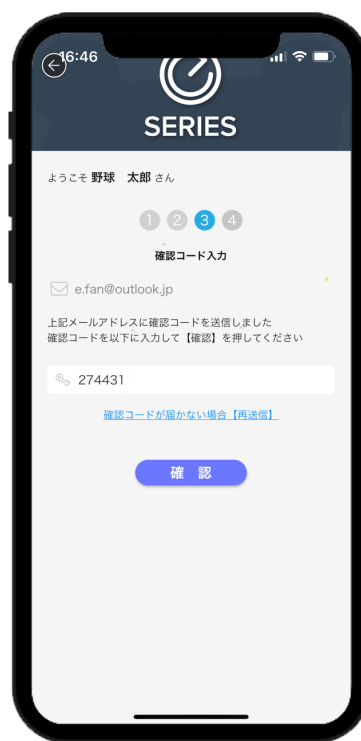 16:46
SERIES
ようこそ 野球　太郎 さん
1 2 3 4
確認コード入力
e.fan@outlook.jp
上記メールアドレスに確認コードを送信しました
確認コードを以下に入力して【確認】を押してください
274431
確認コードが届かない場合【再送信】
確 認